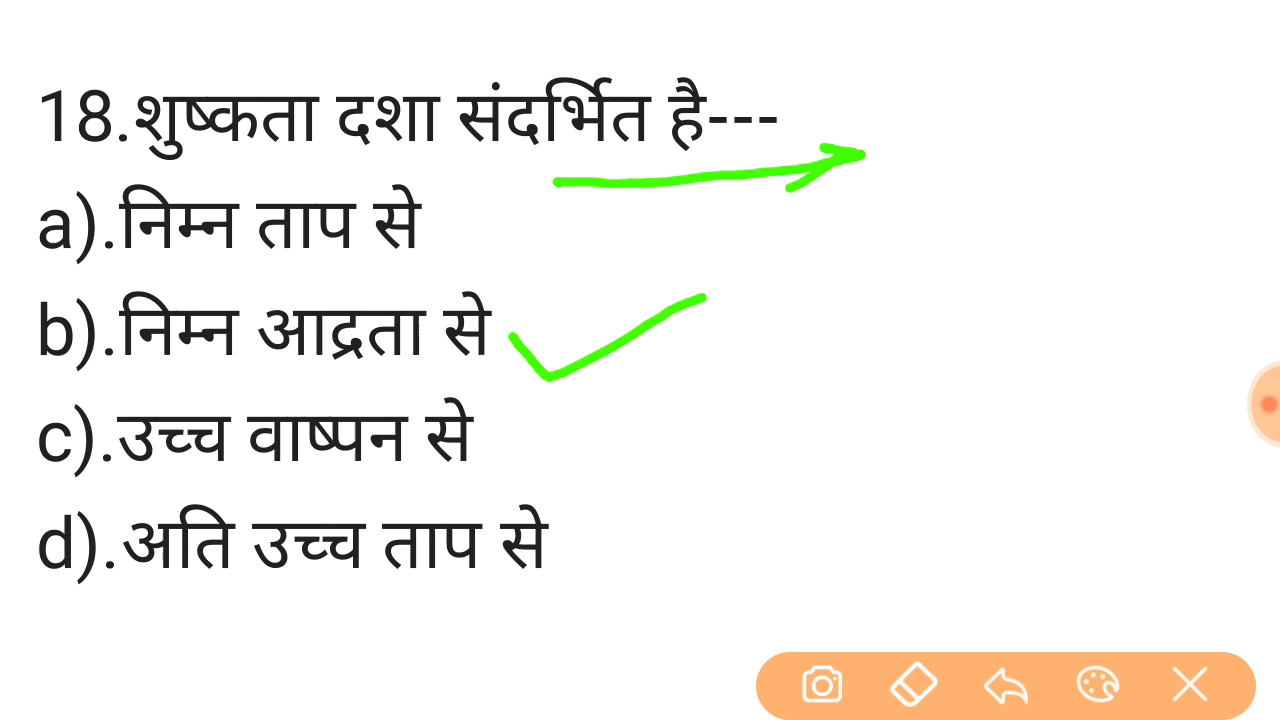 18.शुष्कता दशा संदर्भित है---
a).निम्न ताप से
b).निम्न आद्रता से
c).उच्च वाष्पन से
d).अति उच्च ताप से